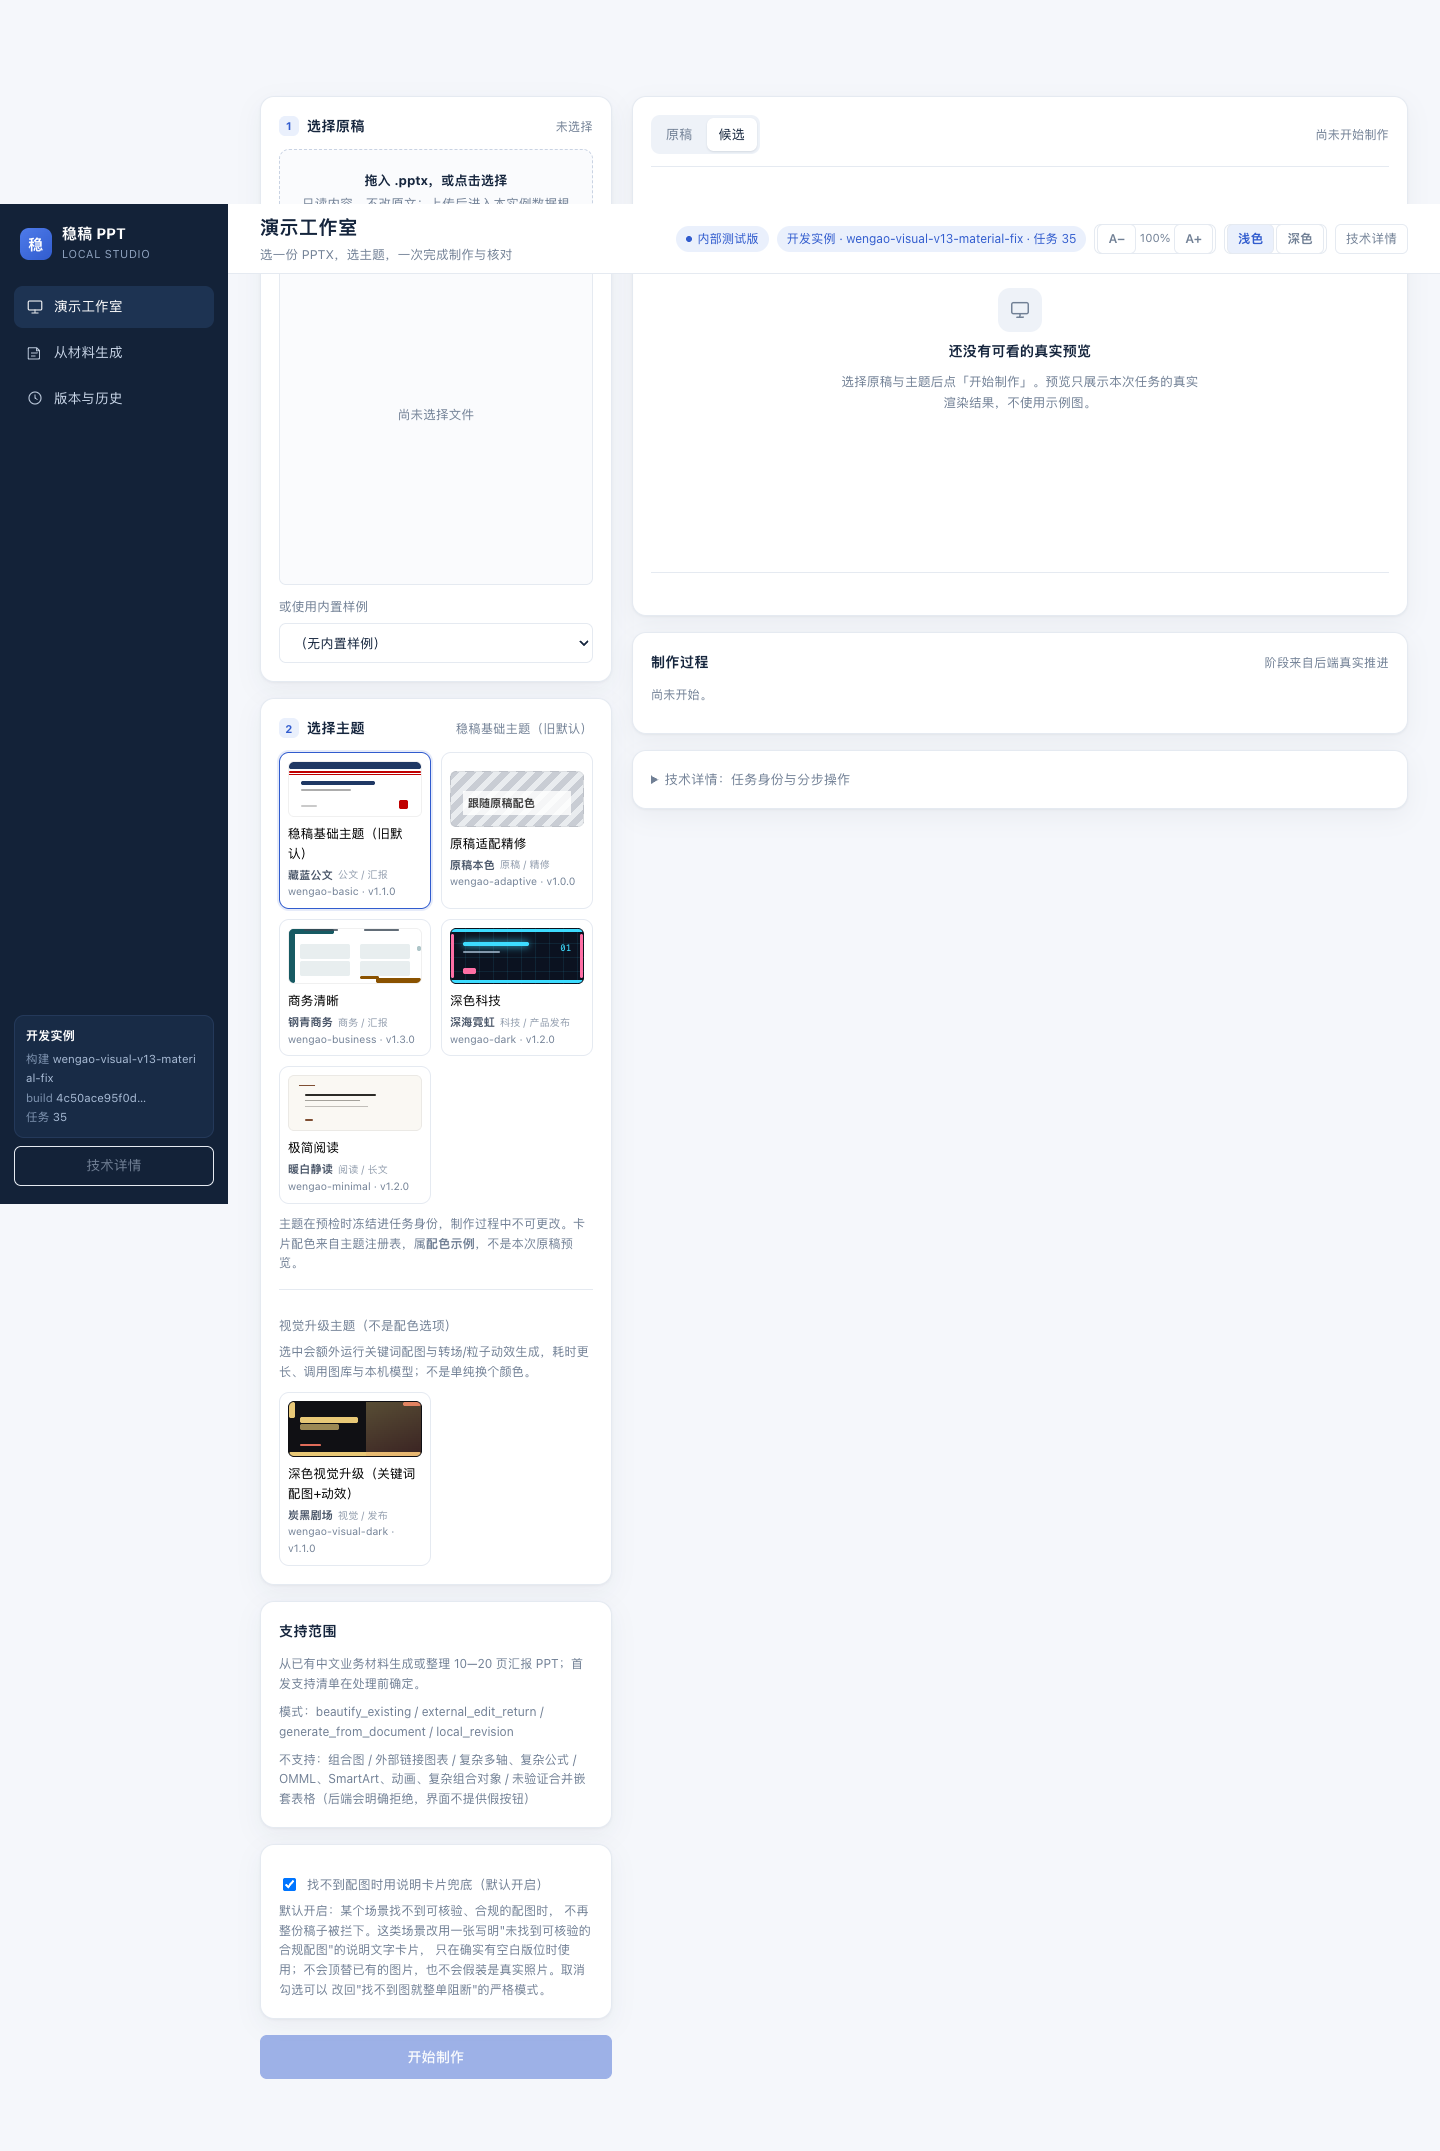 稳
稳稿 PPT
LOCAL STUDIO
演示工作室
从材料生成
版本与历史
开发实例
构建 wengao-visual-v13-materi
al-fix
build 4c50ace95f0d...
任务 35
技术详情
演示工作室
选一份 PPTX，选主题，一次完成制作与核对
内部测试版
开发实例 · wengao-visual-v13-material-fix · 任务 35
A−
100%
A+
浅色
深色
技术详情
1 选择原稿
未选择
拖入 .pptx，或点击选择
只读内容，不改原文；上传后进入本实例数据根
尚未选择文件
或使用内置样例
（无内置样例）
2 选择主题
稳稿基础主题（旧默认）
稳稿基础主题（旧默
认）
藏蓝公文 公文 / 汇报
wengao-basic · v1.1.0
跟随原稿配色
原稿适配精修
原稿本色 原稿 / 精修
wengao-adaptive · v1.0.0
商务清晰
钢青商务 商务 / 汇报
wengao-business · v1.3.0
01
深色科技
深海霓虹 科技 / 产品发布
wengao-dark · v1.2.0
极简阅读
暖白静读 阅读 / 长文
wengao-minimal · v1.2.0
主题在预检时冻结进任务身份，制作过程中不可更改。卡
片配色来自主题注册表，属配色示例，不是本次原稿预
览。
视觉升级主题（不是配色选项）
选中会额外运行关键词配图与转场/粒子动效生成，耗时更
长、调用图库与本机模型；不是单纯换个颜色。
深色视觉升级（关键词
配图+动效）
炭黑剧场 视觉 / 发布
wengao-visual-dark ·
v1.1.0
支持范围
从已有中文业务材料生成或整理 10—20 页汇报 PPT；首
发支持清单在处理前确定。
模式：beautify_existing / external_edit_return /
generate_from_document / local_revision
不支持：组合图 / 外部链接图表 / 复杂多轴、复杂公式 /
OMML、SmartArt、动画、复杂组合对象 / 未验证合并嵌
套表格（后端会明确拒绝，界面不提供假按钮）
找不到配图时用说明卡片兜底（默认开启）
默认开启：某个场景找不到可核验、合规的配图时， 不再
整份稿子被拦下。这类场景改用一张写明"未找到可核验的
合规配图"的说明文字卡片， 只在确实有空白版位时使
用；不会顶替已有的图片，也不会假装是真实照片。取消
勾选可以 改回"找不到图就整单阻断"的严格模式。
开始制作
原稿
候选
尚未开始制作
还没有可看的真实预览
选择原稿与主题后点「开始制作」。预览只展示本次任务的真实
渲染结果，不使用示例图。
制作过程
阶段来自后端真实推进
尚未开始。
技术详情：任务身份与分步操作